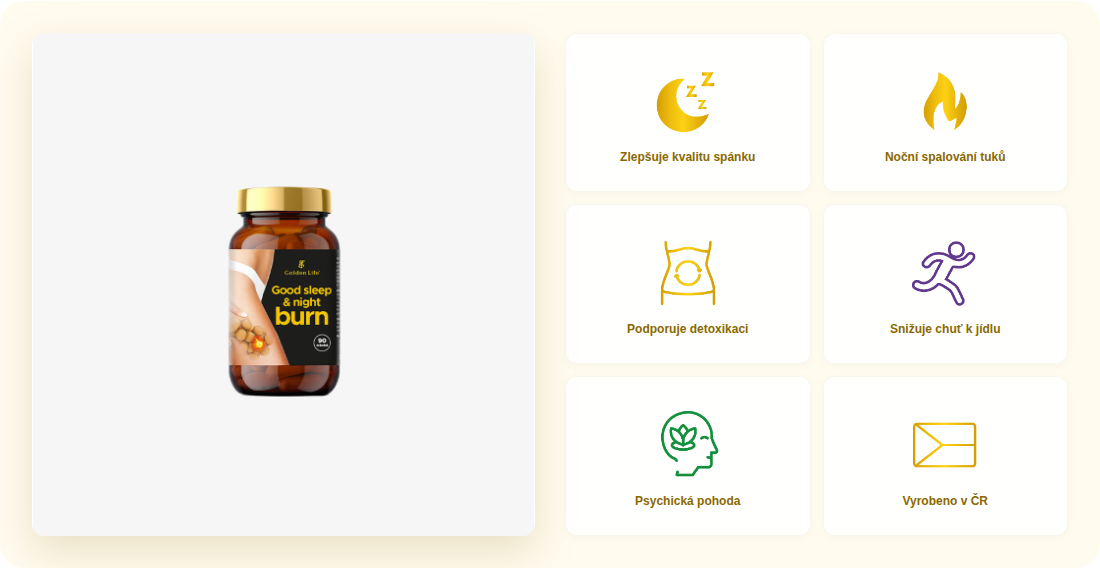 Golden Life
Good sleep
& night
burn
90
Zlepšuje kvalitu spánku
Noční spalování tuků
Podporuje detoxikaci
Snižuje chuť k jídlu
Psychická pohoda
Vyrobeno v ČR